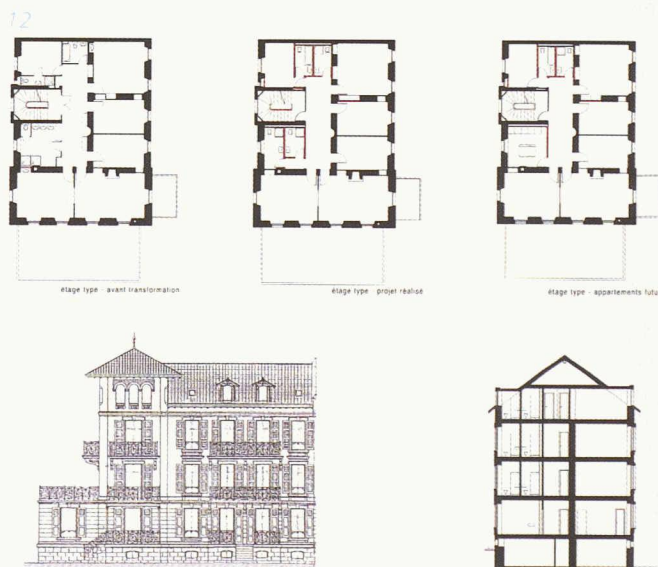 12
étage type - avant transformation
étage type - projet réalisé
étage type - appartements futu